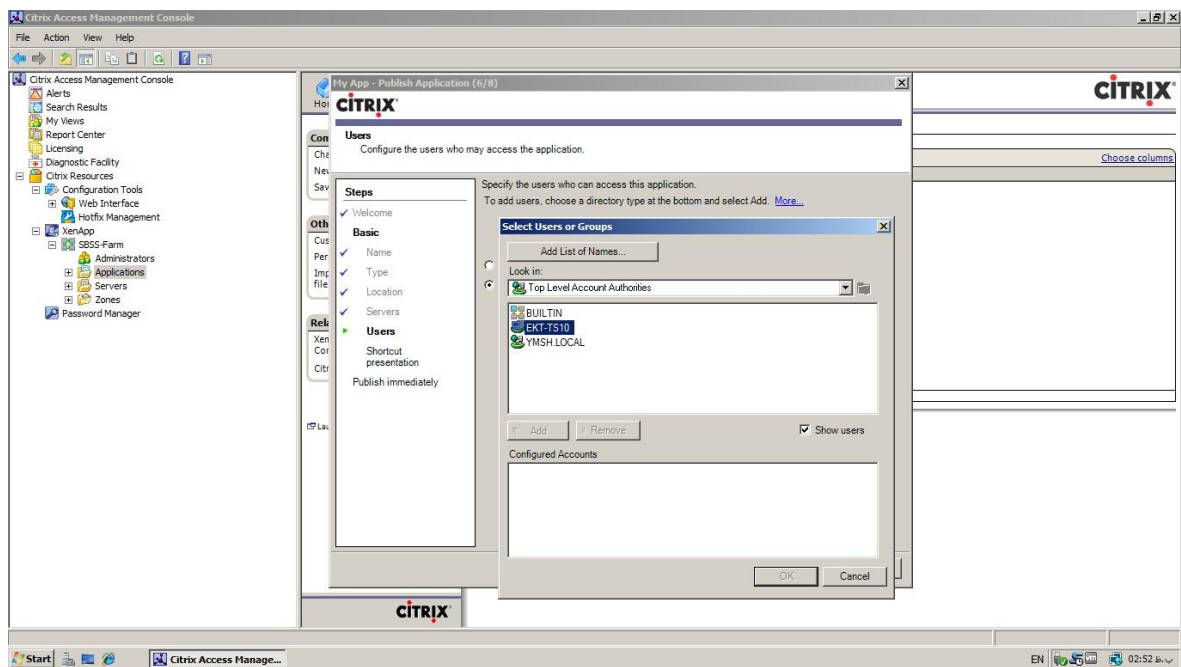 Citrix Access Management Console
File Action View Help
Citrix Access Management Console
Alerts
Search Results
My Views
Report Center
Licensing
Diagnostic Facility
Citrix Resources
Configuration Tools
Web Interface
Hotfix Management
XenApp
SBSS-Farm
Administrators
Applications
Servers
Zones
Password Manager
My App - Publish Application (6/8)
CITRIX
Users
Configure the users who may access the application.
Steps
Welcome
Basic
Name
Type
Location
Servers
Users
Shortcut
presentation
Publish immediately
Specify the users who can access this application.
To add users, choose a directory type at the bottom and select Add. More...
Select Users or Groups
Add List of Names...
Look in:
Top Level Account Authorities
BUILTIN
EKT-TS10
YMSH.LOCAL
Add
Remove
Show users
Configured Accounts
OK
Cancel
CITRIX
Choose columns
CITRIX
Start
Citrix Access Manage...
EN
02:52 ب.ظ